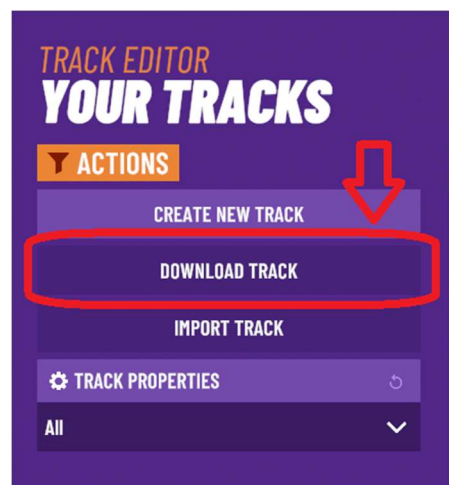 TRACK EDITOR
YOUR TRACKS
ACTIONS
CREATE NEW TRACK
DOWNLOAD TRACK
IMPORT TRACK
TRACK PROPERTIES
All